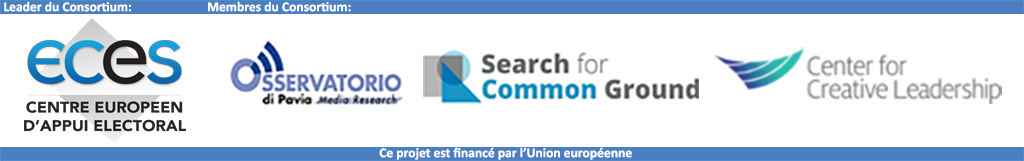 Leader du Consortium:
Membres du Consortium:
eces
CENTRE EUROPEEN
D'APPUI ELECTORAL
OSSERVATORIO
di Pavia Media Research
Search for
Common Ground
Center for
Creative Leadership
Ce projet est financé par l'Union européenne